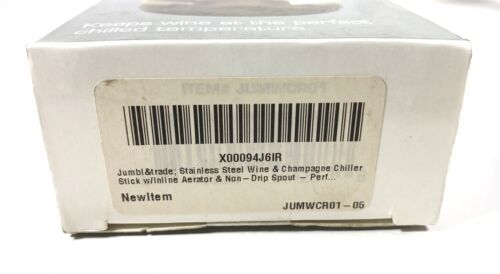 Keeps wine at the perfect
chilled temperature
ITEM# JUMWCR01
X00094J6IR
Jumbl&trade; Stainless Steel Wine & Champagne Chiller
Stick w/Inline Aerator & Non-Drip Spout - Perf...
NewItem
JUMWCR01-05